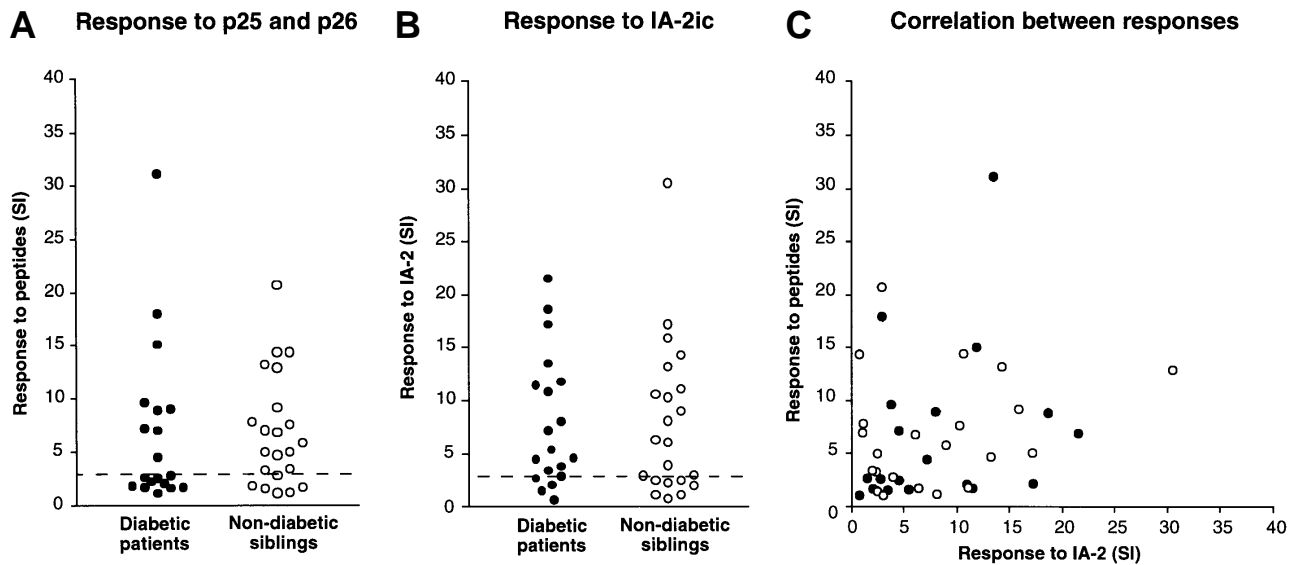 A Response to p25 and p26
Response to peptides (SI)
40
35
30
25
20
15
10
5
0
Diabetic patients
Non-diabetic siblings
B Response to IA-2ic
Response to IA-2 (SI)
40
35
30
25
20
15
10
5
0
Diabetic patients
Non-diabetic siblings
C Correlation between responses
Response to peptides (SI)
40
35
30
25
20
15
10
5
0
0 5 10 15 20 25 30 35 40
Response to IA-2 (SI)